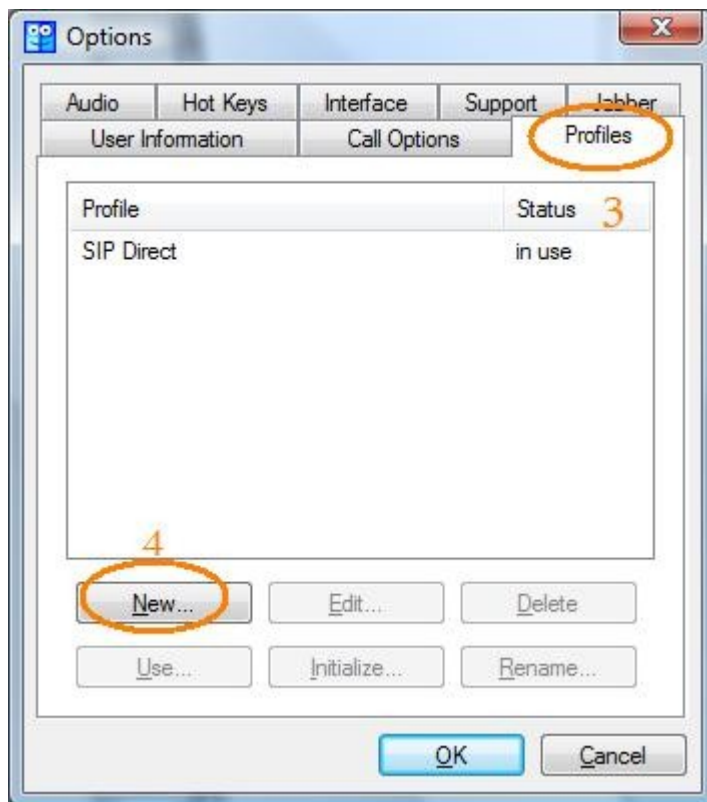 Options
Audio Hot Keys Interface Support Jabber
User Information Call Options Profiles
Profile Status 3
SIP Direct in use
4
New... Edit... Delete
Use... Initialize... Rename...
OK Cancel